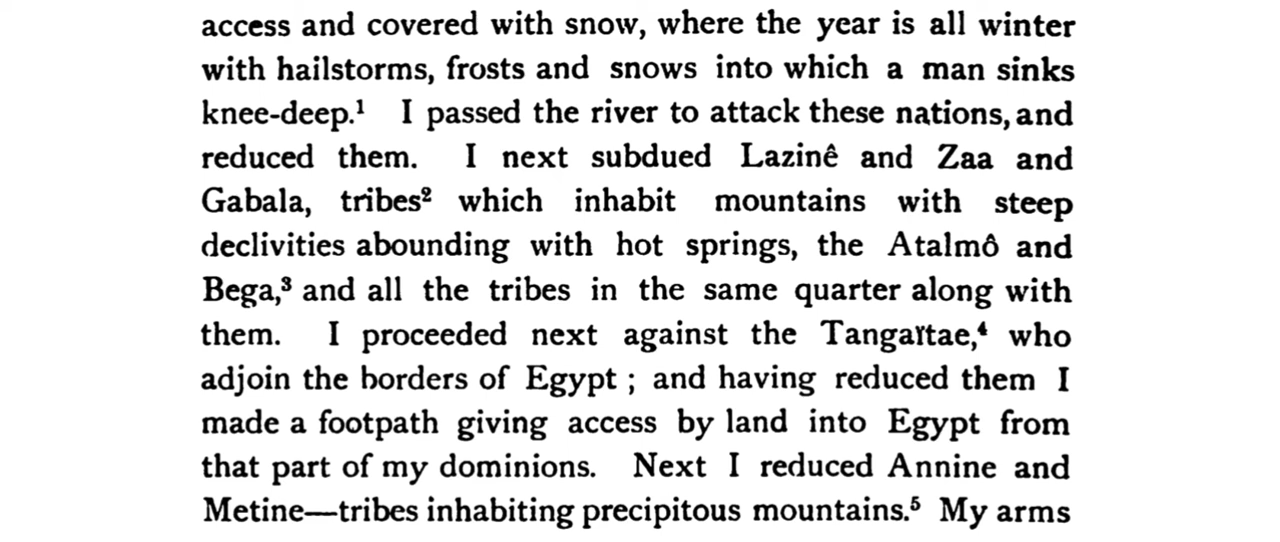 access and covered with snow, where the year is all winter
with hailstorms, frosts and snows into which a man sinks
knee-deep.¹ I passed the river to attack these nations, and
reduced them. I next subdued Lazinê and Zaa and
Gabala, tribes² which inhabit mountains with steep
declivities abounding with hot springs, the Atalmô and
Bega,³ and all the tribes in the same quarter along with
them. I proceeded next against the Tangaïtae,⁴ who
adjoin the borders of Egypt ; and having reduced them I
made a footpath giving access by land into Egypt from
that part of my dominions. Next I reduced Annine and
Metine—tribes inhabiting precipitous mountains.⁵ My arms